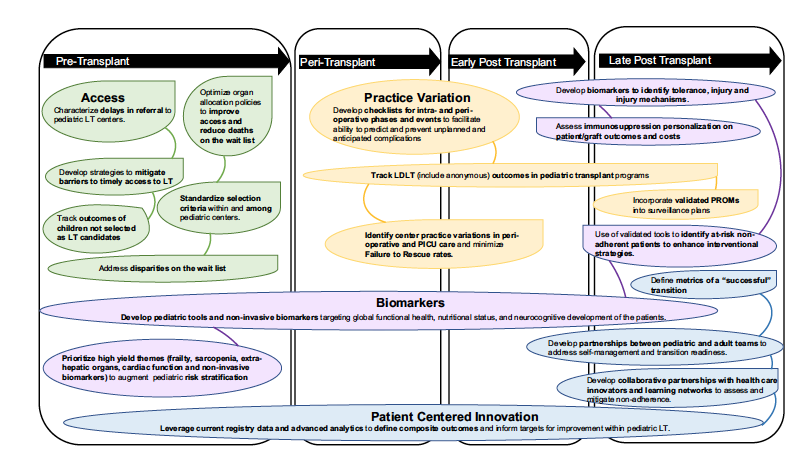 Pre-Transplant
Peri-Transplant
Early Post Transplant
Late Post Transplant
Access
Characterize delays in referral to
pediatric LT centers.
Optimize organ
allocation policies
to improve
access and
reduce deaths
on the wait list
Develop strategies to mitigate
barriers to timely access to LT
Standardize selection
criteria within and among
pediatric centers.
Track outcomes of
children not selected
as LT candidates
Address disparities on the wait list
Practice Variation
Develop checklists for intra- and peri-
operative phases and events to facilitate
ability to predict and prevent unplanned and
anticipated complications
Track LDLT (include anonymous) outcomes in pediatric transplant programs
Identify center practice variations in peri-
operative and PICU care and minimize
Failure to Rescue rates.
Develop biomarkers to identify tolerance, injury and
injury mechanisms.
Assess immunosuppression personalization on
patient/graft outcomes and costs
Incorporate validated PROMs
into surveillance plans
Use of validated tools to identify at-risk non-
adherent patients to enhance interventional
strategies.
Define metrics of a “successful”
transition
Biomarkers
Develop pediatric tools and non-invasive biomarkers targeting global functional health, nutritional status, and neurocognitive development of the patients.
Prioritize high yield themes (frailty, sarcopenia, extra-
hepatic organs, cardiac function and non-invasive
biomarkers) to augment pediatric risk stratification
Develop partnerships between pediatric and adult teams to
address self-management and transition readiness.
Develop collaborative partnerships with health care
innovators and learning networks to assess and
mitigate non-adherence.
Patient Centered Innovation
Leverage current registry data and advanced analytics to define composite outcomes and inform targets for improvement within pediatric LT.